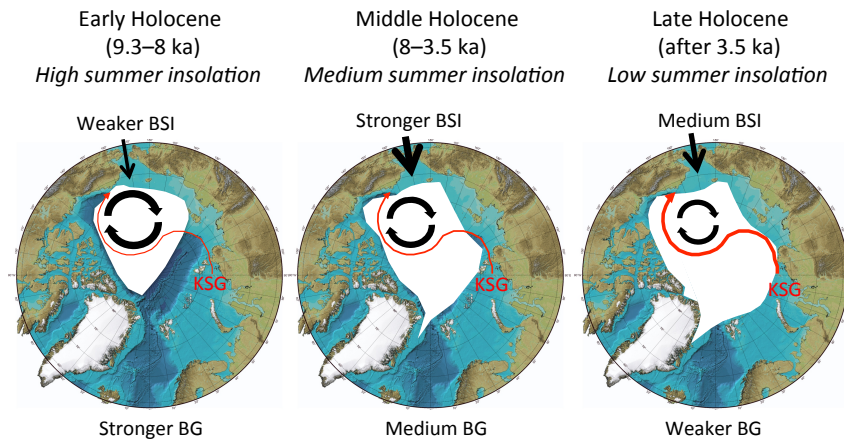 Early Holocene
(9.3–8 ka)
High summer insolation
Weaker BSI
KSG
Stronger BG
Middle Holocene
(8–3.5 ka)
Medium summer insolation
Stronger BSI
KSG
Medium BG
Late Holocene
(after 3.5 ka)
Low summer insolation
Medium BSI
KSG
Weaker BG